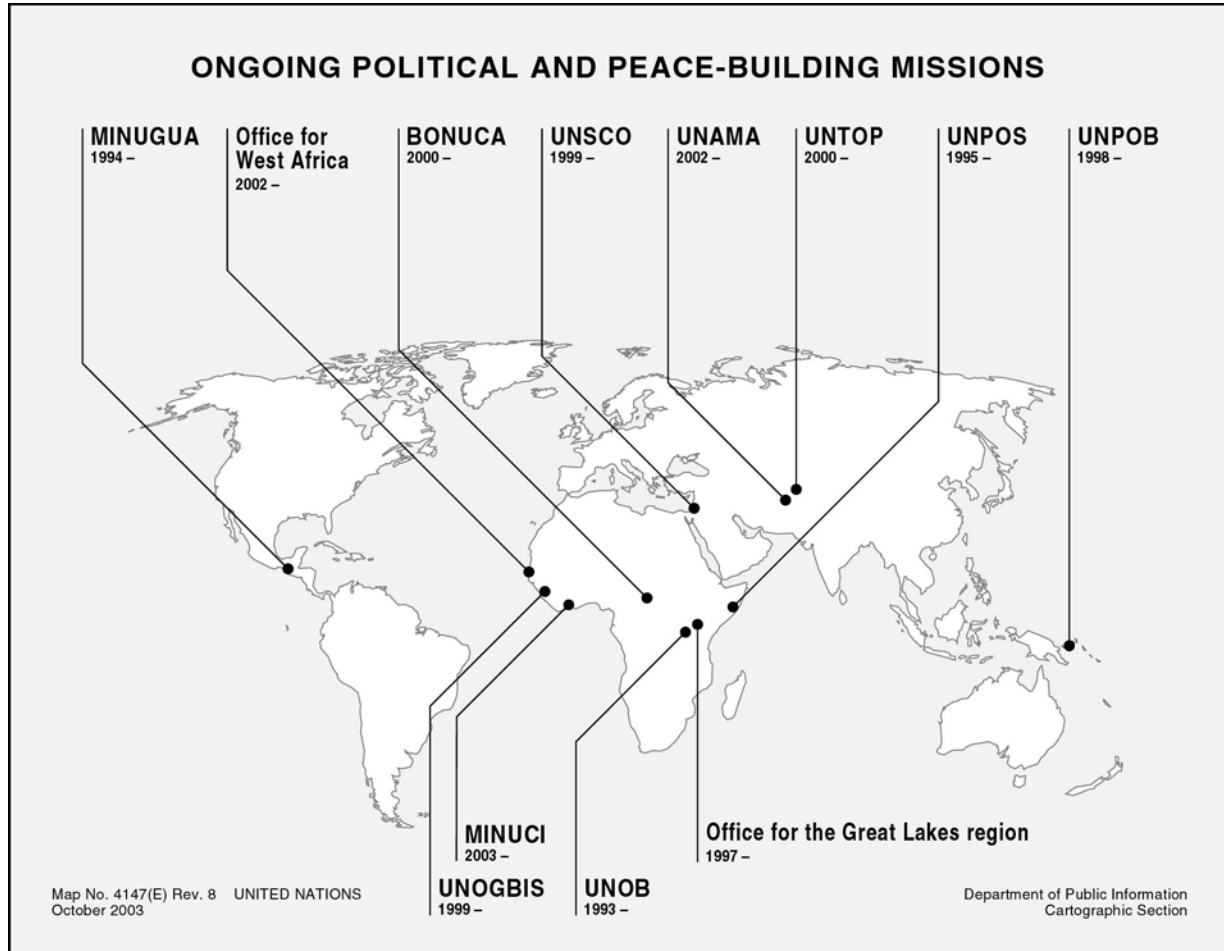 ONGOING POLITICAL AND PEACE-BUILDING MISSIONS
MINUGUA
1994 –
Office for
West Africa
2002 –
BONUCA
2000 –
UNSCO
1999 –
UNAMA
2002 –
UNTOP
2000 –
UNPOS
1995 –
UNPOB
1998 –
MINUCI
2003 –
Office for the Great Lakes region
1997 –
UNOGBIS
1999 –
UNOB
1993 –
Map No. 4147(E) Rev. 8 UNITED NATIONS
October 2003
Department of Public Information
Cartographic Section